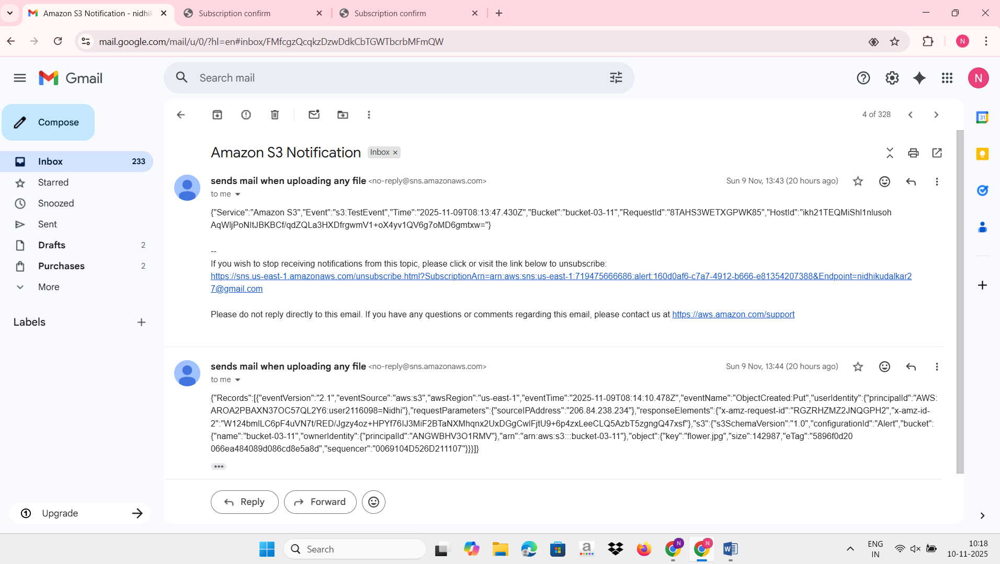 Amazon S3 Notification - nidhik
Subscription confirm
Subscription confirm
mail.google.com/mail/u/0/?hl=en#inbox/FMfcgzQcqkzDzwDdkCbTGWTbcrbMFmQW
N
Gmail
Search mail
N
Compose
4 of 328
31
Inbox 233
Starred
Snoozed
Sent
Drafts 2
Purchases 2
More
Labels
Upgrade
Amazon S3 Notification Inbox
sends mail when uploading any file <no-reply@sns.amazonaws.com> Sun 9 Nov, 13:43 (20 hours ago)
to me
{"Service":"Amazon S3","Event":"s3:TestEvent","Time":"2025-11-09T08:13:47.430Z","Bucket":"bucket-03-11","RequestId":"8TAHS3WETXGPWK85","HostId":"
--
If you wish to stop receiving notifications from this topic, please click or visit the link below to unsubscribe:
https://sns.us-east-1.amazonaws.com/unsubscribe.html?SubscriptionArn=arn:aws:sns:us-east-1:719475666686:alert:160d0af6-c7a7-4912-b666-e81354207388&Endpoint=nidhikudalkar2
7@gmail.com
Please do not reply directly to this email. If you have any questions or comments regarding this email, please contact us at https://aws.amazon.com/support
sends mail when uploading any file <no-reply@sns.amazonaws.com> Sun 9 Nov, 13:44 (20 hours ago)
to me
{"Records":[{"eventVersion":"2.1","eventSource":"aws:s3","awsRegion":"us-east-1","eventTime":"2025-11-09T08:14:10.478Z","eventName":"ObjectCreated:Put","userIdentity":{"principalId":"AWS:
AROA2PBAXN37OC57QL2Y6:user2116098=Nidhi"},"requestParameters":{"sourceIPAddress":"206.84.238.234"},"responseElements":{"x-amz-request-id":"RGZRHZMZ2JNQGPH2","x-amz-id-
2":"","s3":{"s3SchemaVersion":"1.0","configurationId":"Alert","bucket":
{"name":"bucket-03-11","ownerIdentity":{"principalId":"ANGWBHV3O1RMV"},"arn":"arn:aws:s3:::bucket-03-11"},"object":{"key":"flower.jpg","size":142987,"eTag":"5896f0d20
066ea484089d086cd8e5a8d","sequencer":"0069104D526D211107"}}}]}
Reply
Forward
Search
a
N
N
ENG
IN
10:18
10-11-2025